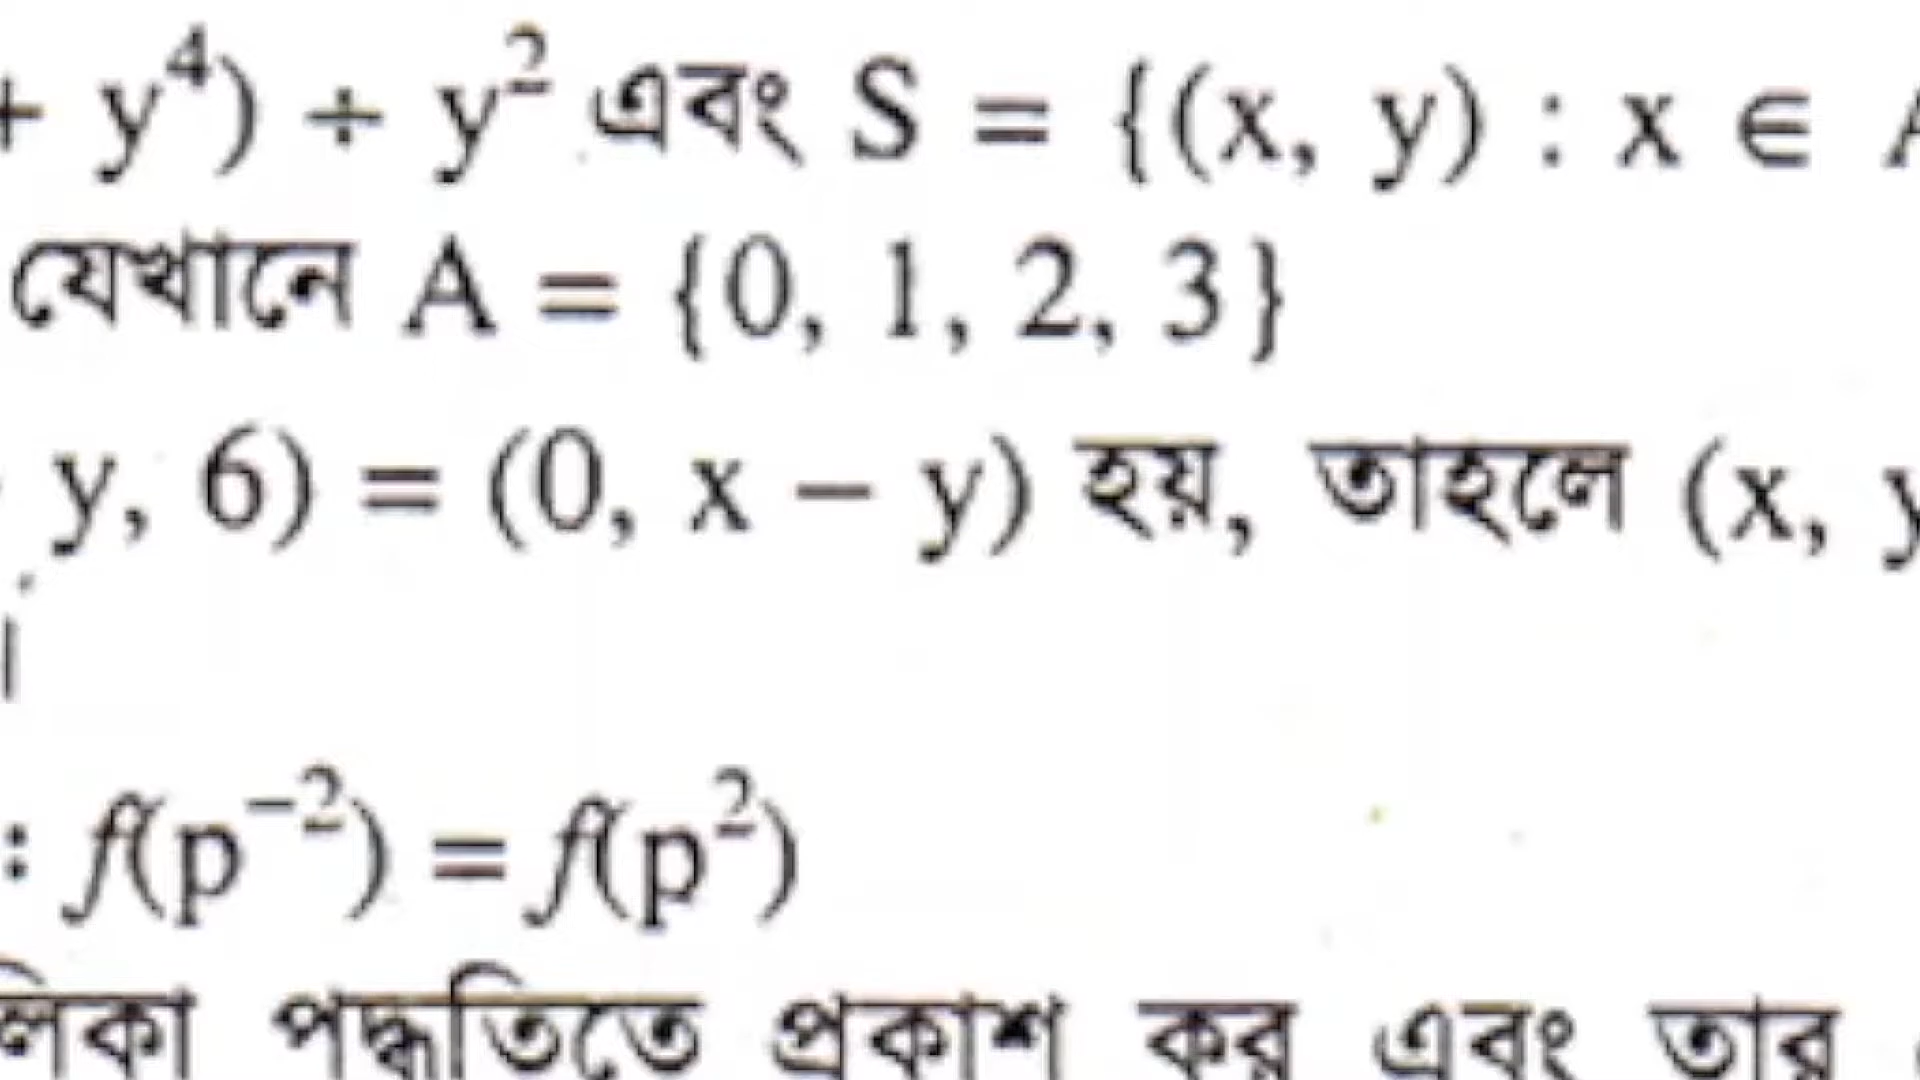 + y⁴) ÷ y² এবং S = {(x, y) : x ∈ A
যেখানে A = {0, 1, 2, 3}
y, 6) = (0, x – y) হয়, তাহলে (x, y
।
: f(p⁻²) = f(p²)
লিকা পদ্ধতিতে প্রকাশ কর এবং তার